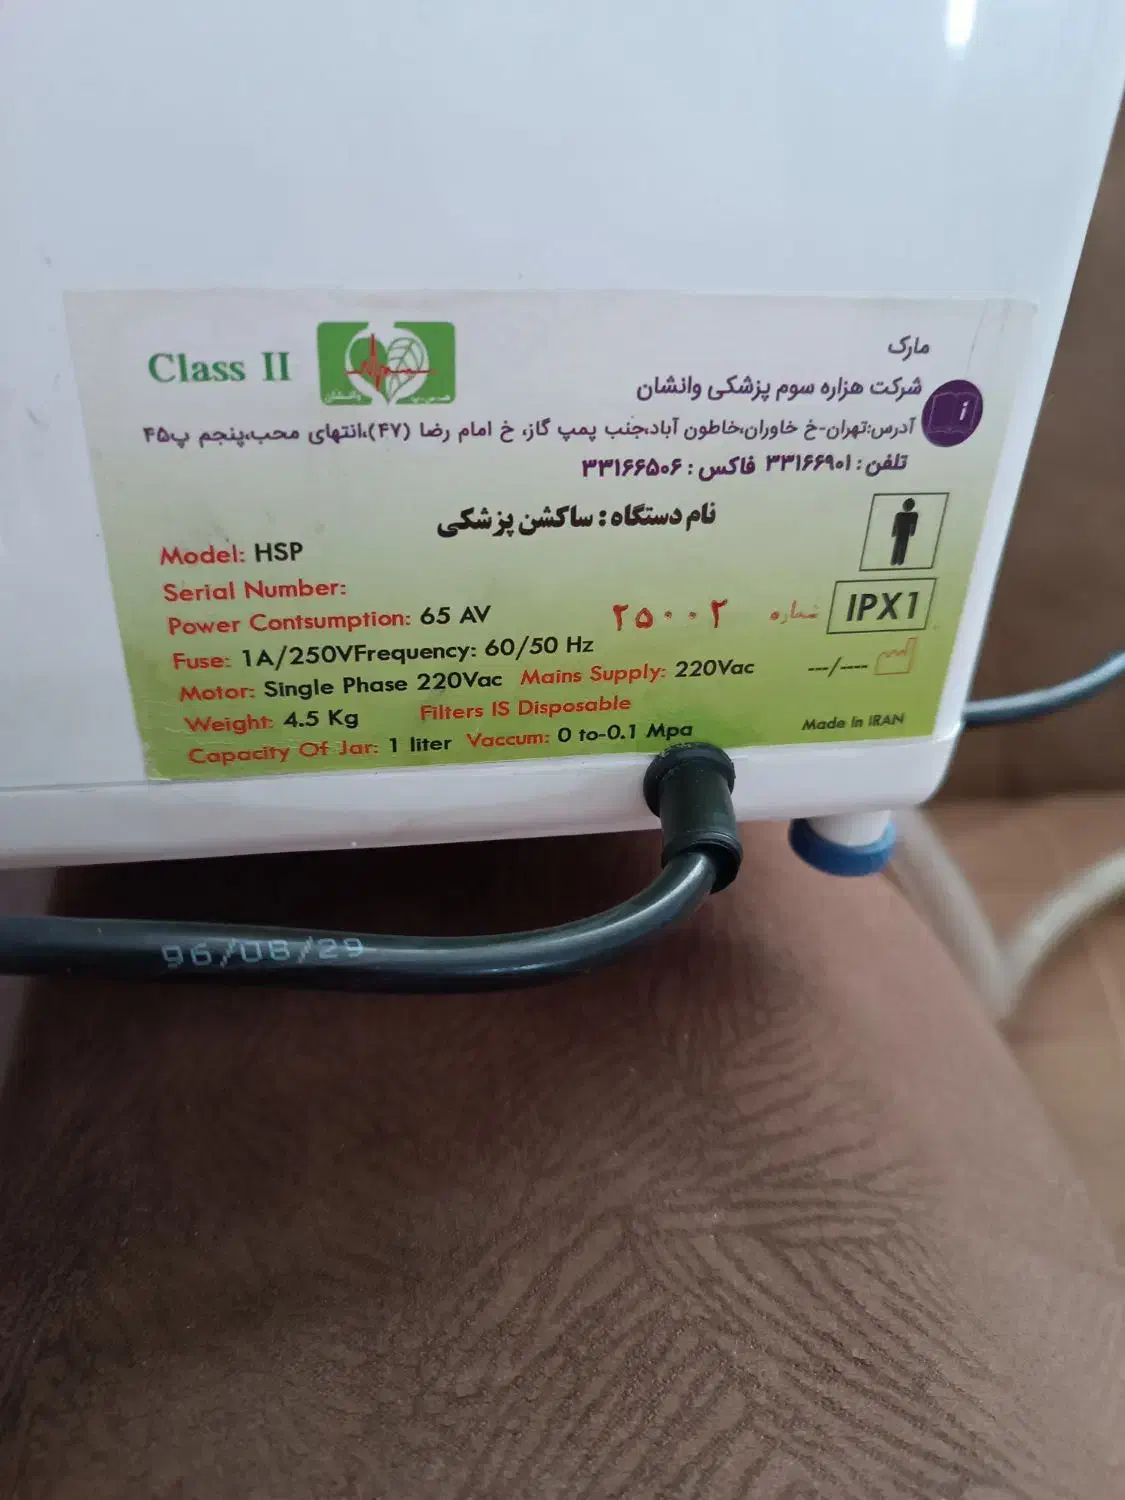 Class II
وانشان
مارک
شرکت هزاره سوم پزشکی وانشان
i
آدرس:تهران-خ خاوران،خاطون آباد،جنب پمپ گاز، خ امام رضا (۴۷)،انتهای محب،پنجم پ۴۵
تلفن: ۳۳۱۶۶۹۰۱ فاکس: ۳۳۱۶۶۵۰۶
نام دستگاه: ساکشن پزشکی
Model: HSP
Serial Number:
شماره ۲۵۰۰۲
IPX1
Power Contsumption: 65 AV
Fuse: 1A/250VFrequency: 60/50 Hz
Motor: Single Phase 220Vac Mains Supply: 220Vac
---/----
Weight: 4.5 Kg Filters IS Disposable
Capacity Of Jar: 1 liter Vaccum: 0 to-0.1 Mpa
Made In IRAN
96/08/29